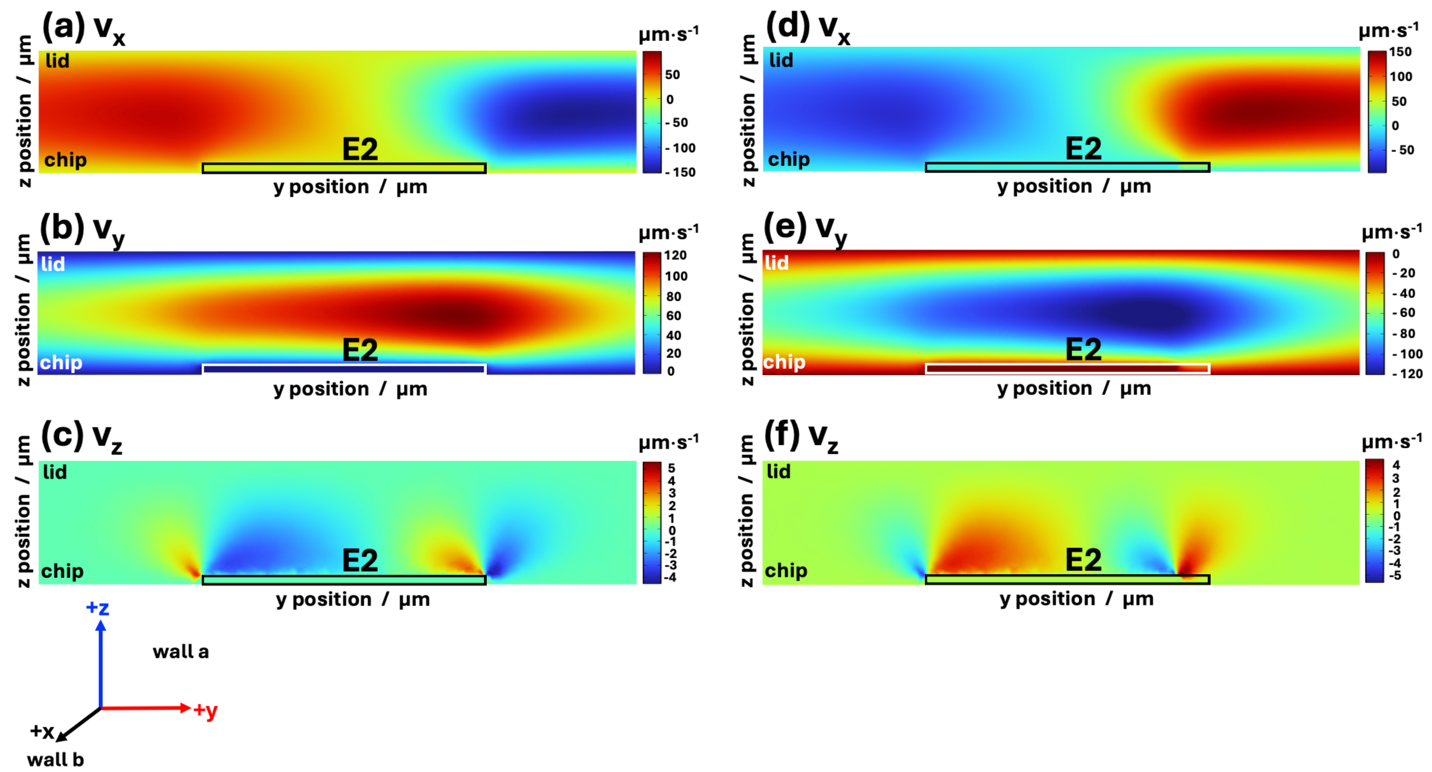 (a) vx
µm·s-1
lid
50
0
- 50
- 100
- 150
chip
E2
z position / µm
y position / µm
(d) vx
µm·s-1
lid
150
100
50
0
- 50
chip
E2
z position / µm
y position / µm
(b) vy
µm·s-1
lid
120
100
80
60
40
20
0
chip
E2
z position / µm
y position / µm
(e) vy
µm·s-1
lid
0
- 20
- 40
- 60
- 80
- 100
- 120
chip
E2
z position / µm
y position / µm
(c) vz
µm·s-1
lid
5
4
3
2
1
0
-1
-2
-3
-4
chip
E2
z position / µm
y position / µm
(f) vz
µm·s-1
lid
4
3
2
1
0
-1
-2
-3
-4
-5
chip
E2
z position / µm
y position / µm
+z
wall a
+y
+x
wall b